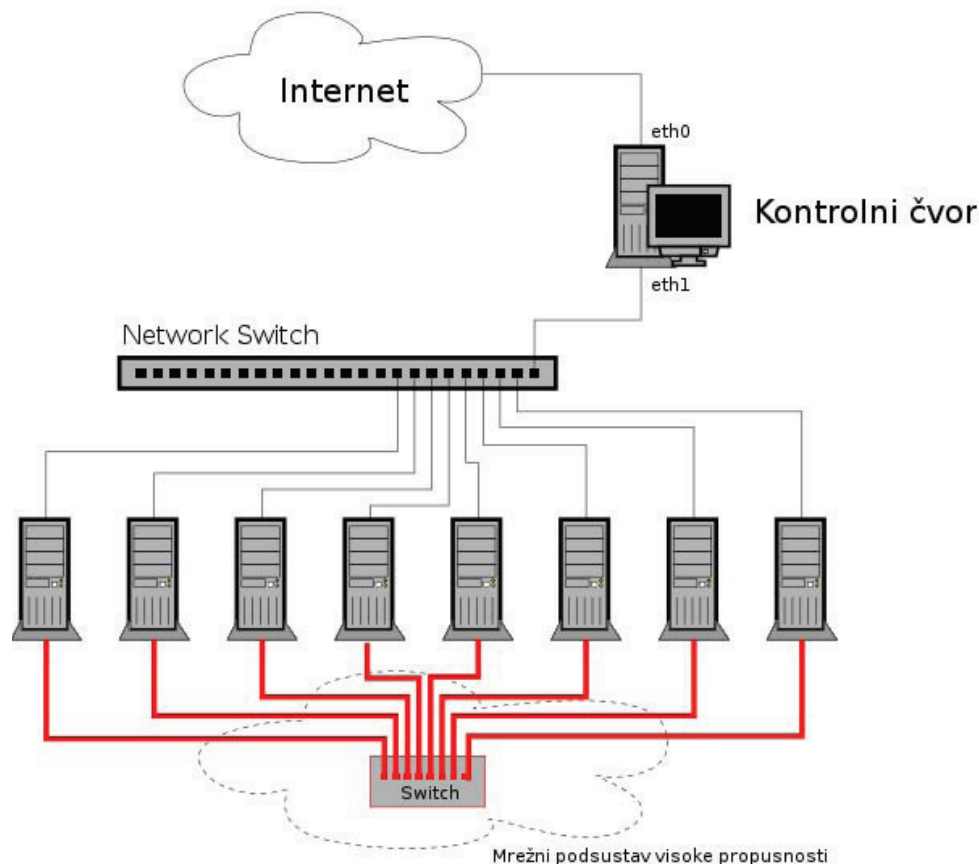 Internet
eth0
Kontrolni čvor
eth1
Network Switch
Switch
Mrežni podsustav visoke propusnosti